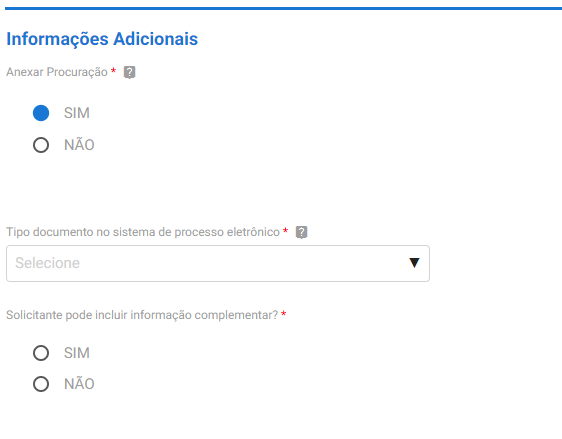 Informações Adicionais
Anexar Procuração * ?
SIM
NÃO
Tipo documento no sistema de processo eletrônico * ?
Selecione
Solicitante pode incluir informação complementar? *
SIM
NÃO